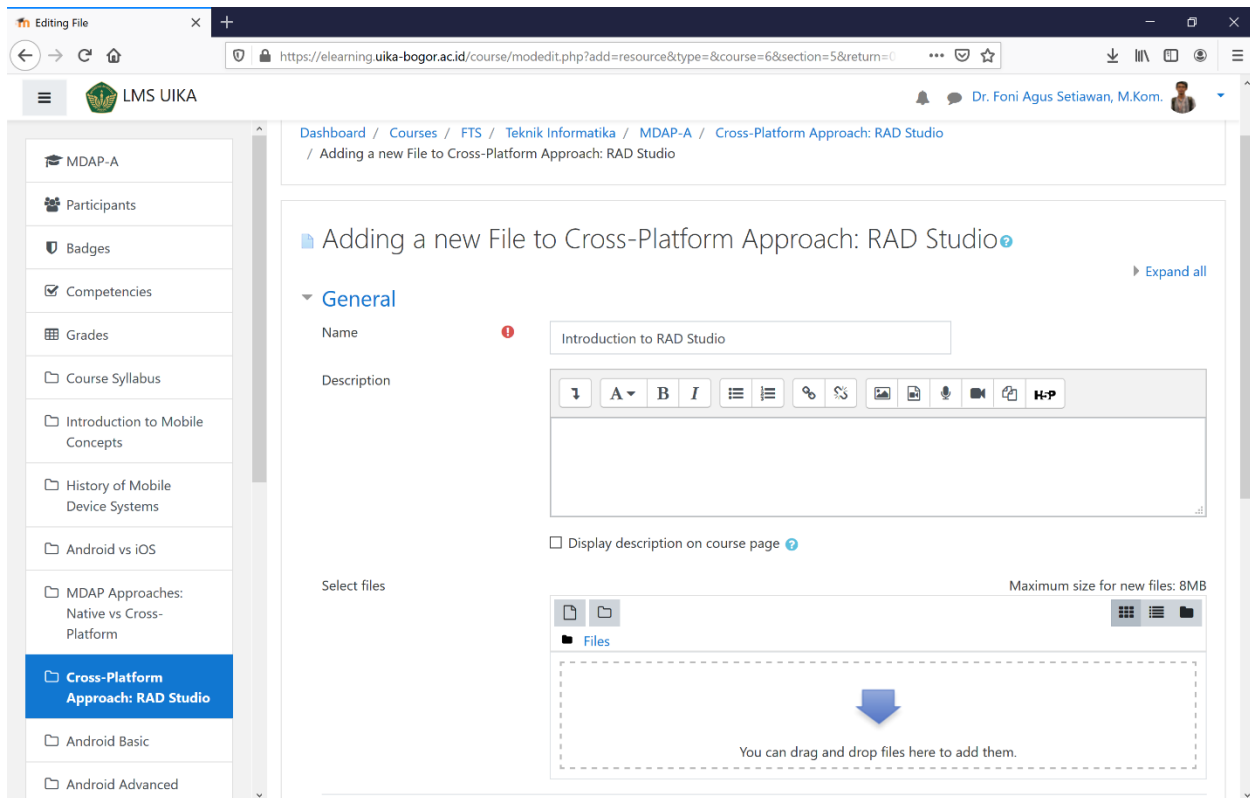 Editing File
https://elearning.uika-bogor.ac.id/course/modedit.php?add=resource&type=&course=6&section=5&return=
LMS UIKA
Dr. Foni Agus Setiawan, M.Kom.
MDAP-A
Participants
Badges
Competencies
Grades
Course Syllabus
Introduction to Mobile
Concepts
History of Mobile
Device Systems
Android vs iOS
MDAP Approaches:
Native vs Cross-
Platform
Cross-Platform
Approach: RAD Studio
Android Basic
Android Advanced
Dashboard / Courses / FTS / Teknik Informatika / MDAP-A / Cross-Platform Approach: RAD Studio
/ Adding a new File to Cross-Platform Approach: RAD Studio
Adding a new File to Cross-Platform Approach: RAD Studio
Expand all
General
Name
Introduction to RAD Studio
Description
A B I H5P
Display description on course page
Select files
Maximum size for new files: 8MB
Files
You can drag and drop files here to add them.